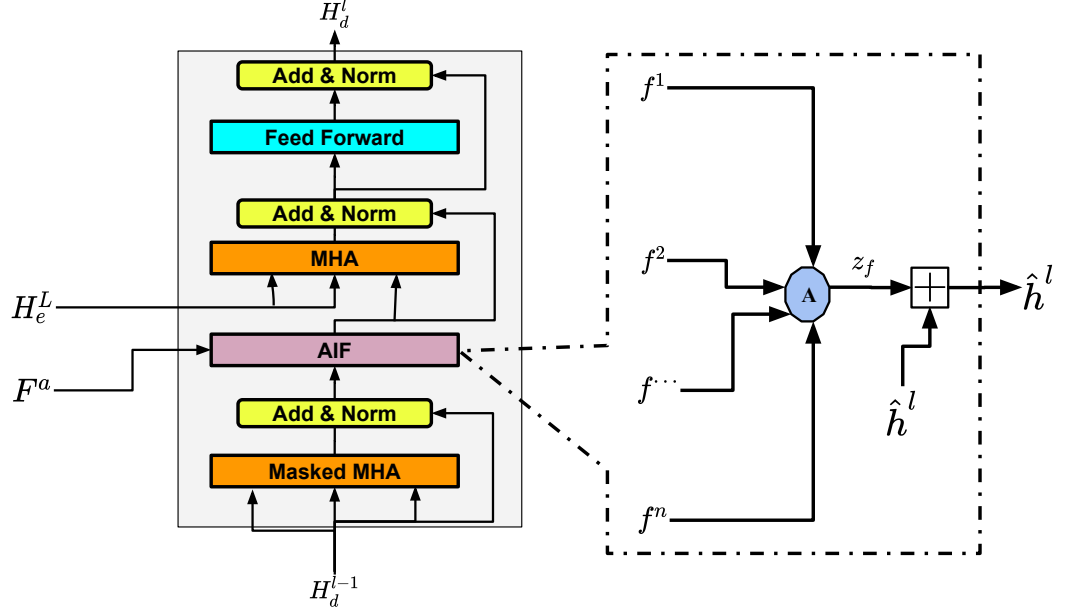 H_d^l
Add & Norm
Feed Forward
Add & Norm
MHA
H_e^L
AIF
F^a
Add & Norm
Masked MHA
H_d^{l-1}
f^1
f^2
f^{...}
f^n
A
z_f
ĥ^l
ĥ^l